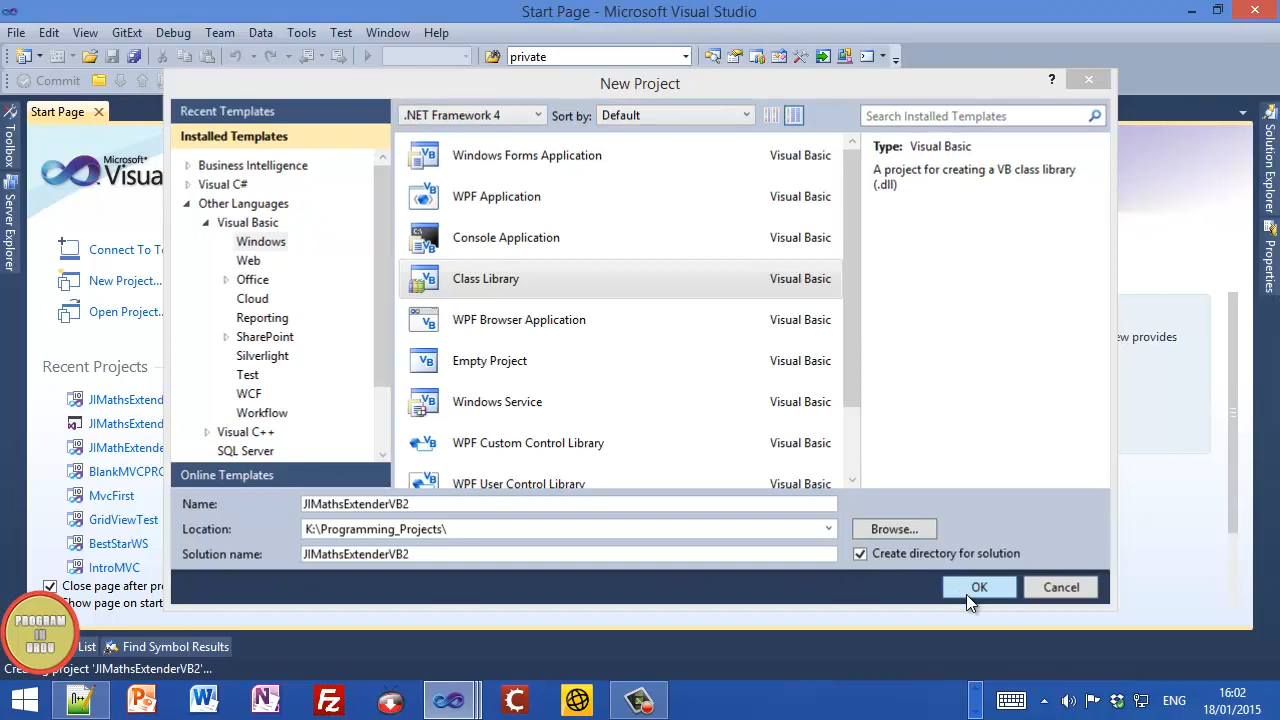 Start Page - Microsoft Visual Studio
File Edit View GitExt Debug Team Data Tools Test Window Help
private
Commit
Start Page
Toolbox
Server Explorer
Solution Explorer
Properties
Microsoft®
Visua
Connect To T
New Project...
Open Project...
Recent Projects
JIMathsExtend
JIMathsExtend
JIMathExtende
BlankMVCPRO
MvcFirst
GridViewTest
BestStarWS
IntroMVC
Close page after pr
Show page on start
ew provides
New Project
?
Recent Templates
Installed Templates
Business Intelligence
Visual C#
Other Languages
Visual Basic
Windows
Web
Office
Cloud
Reporting
SharePoint
Silverlight
Test
WCF
Workflow
Visual C++
SQL Server
Online Templates
.NET Framework 4 Sort by: Default
Search Installed Templates
Windows Forms Application Visual Basic
WPF Application Visual Basic
Console Application Visual Basic
Class Library Visual Basic
WPF Browser Application Visual Basic
Empty Project Visual Basic
Windows Service Visual Basic
WPF Custom Control Library Visual Basic
WPF User Control Library Visual Basic
Type: Visual Basic
A project for creating a VB class library
(.dll)
Name: JIMathsExtenderVB2
Location: K:\Programming_Projects\ Browse...
Solution name: JIMathsExtenderVB2 Create directory for solution
OK Cancel
PROGRAM
IN
URDU
List Find Symbol Results
Creating project 'JIMathsExtenderVB2'...
ENG
16:02
18/01/2015